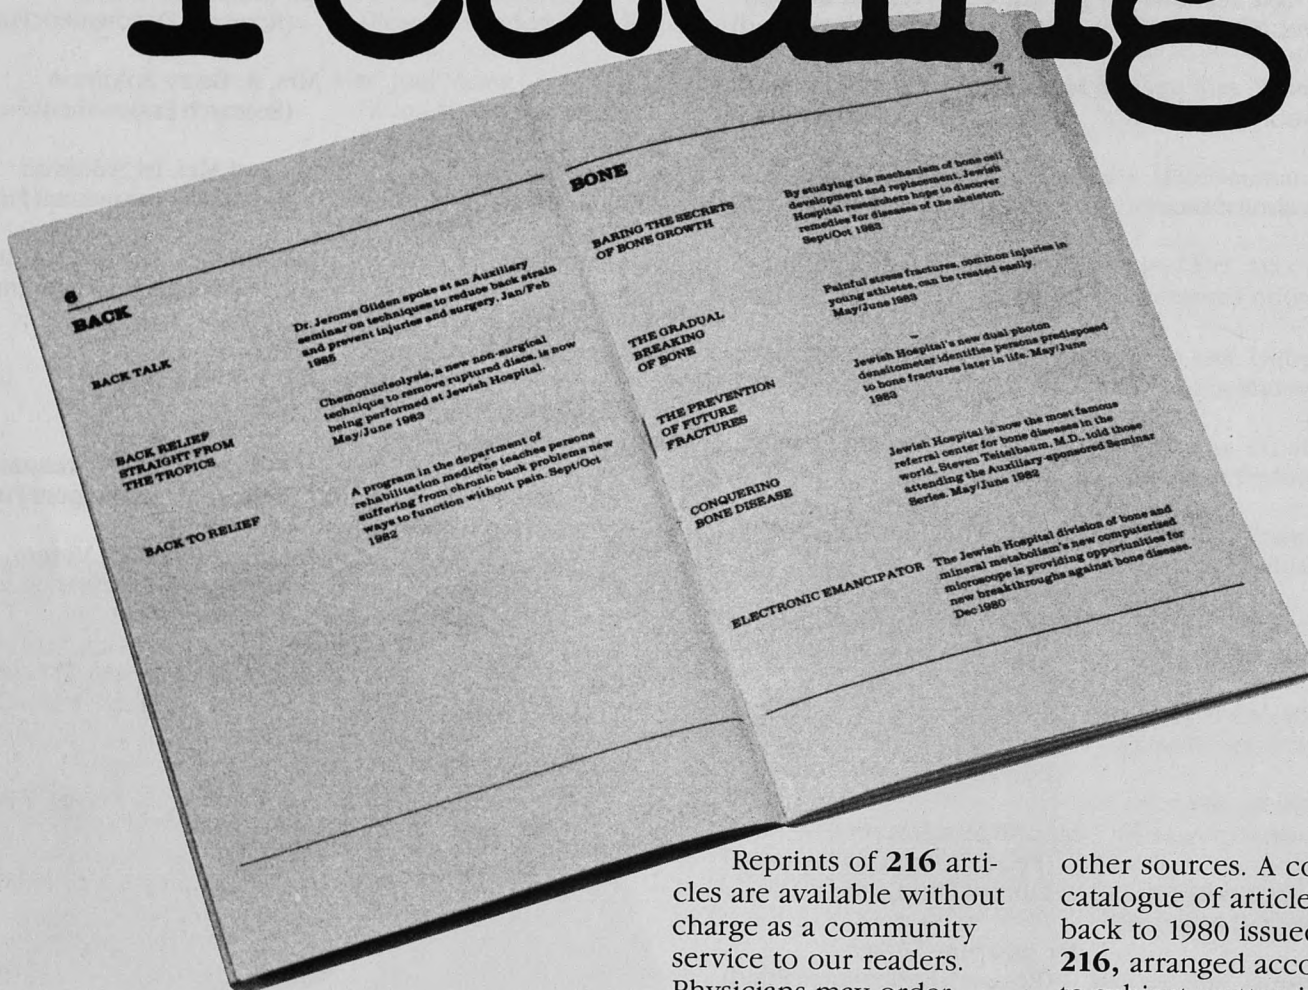 reading
6
BACK
BACK TALK
Dr. Jerome Gilden spoke at an Auxiliary
seminar on techniques to reduce back strain
and prevent injuries and surgery. Jan/Feb
1985
BACK RELIEF
STRAIGHT FROM
THE TROPICS
Chemonucleolysis, a new non-surgical
technique to remove ruptured discs, is now
being performed at Jewish Hospital.
May/June 1983
BACK TO RELIEF
A program in the department of
rehabilitation medicine teaches persons
suffering from chronic back problems new
ways to function without pain. Sept/Oct
1982
7
BONE
BARING THE SECRETS
OF BONE GROWTH
By studying the mechanism of bone cell
development and replacement, Jewish
Hospital researchers hope to discover
remedies for diseases of the skeleton.
Sept/Oct 1983
THE GRADUAL
BREAKING
OF BONE
Painful stress fractures, common injuries in
young athletes, can be treated easily.
May/June 1983
THE PREVENTION
OF FUTURE
FRACTURES
Jewish Hospital's new dual photon
densitometer identifies persons predisposed
to bone fractures later in life. May/June
1983
CONQUERING
BONE DISEASE
Jewish Hospital is now the most famous
referral center for bone diseases in the
world, Steven Teitelbaum, M.D., told those
attending the Auxiliary-sponsored Seminar
Series. May/June 1982
ELECTRONIC EMANCIPATOR
The Jewish Hospital division of bone and
mineral metabolism's new computerized
microscope is providing opportunities for
new breakthroughs against bone disease.
Dec 1980
Reprints of 216 arti-
cles are available without
charge as a community
service to our readers.
Physicians may order
other sources. A co
catalogue of article
back to 1980 issue
216, arranged acco